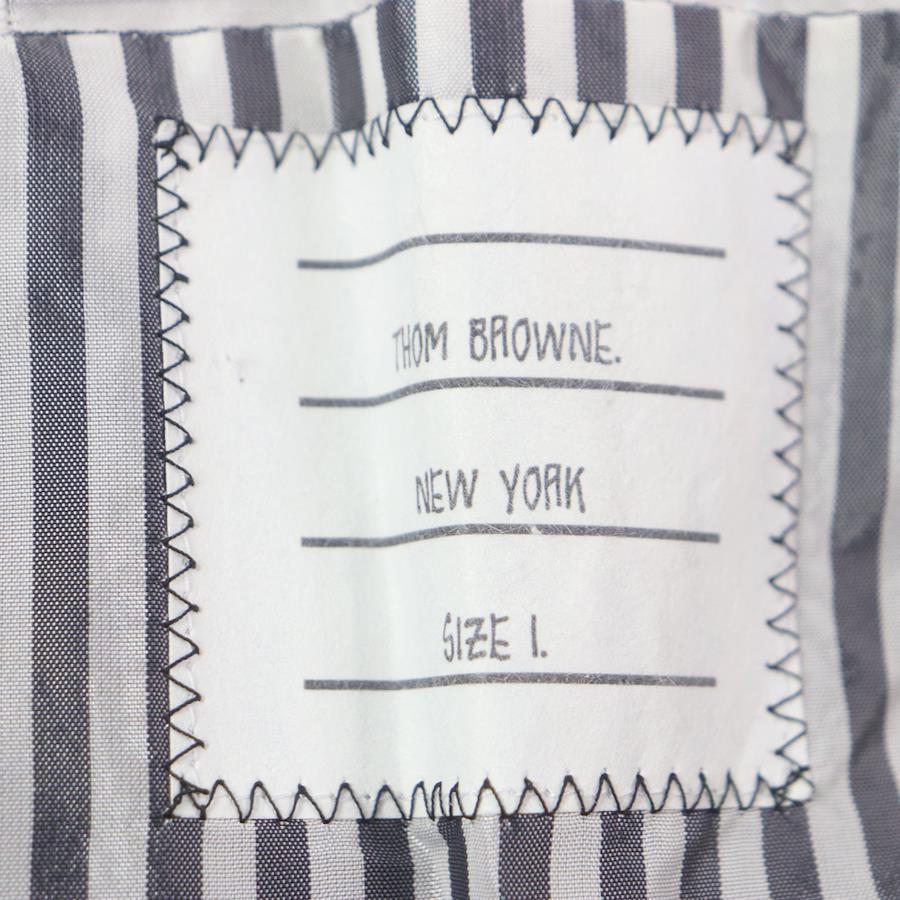 THOM BROWNE.
NEW YORK
SIZE 1.